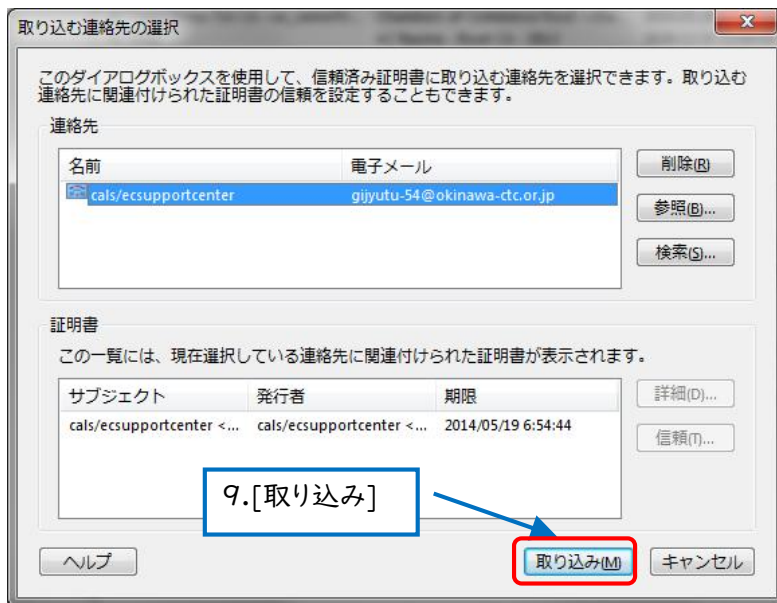 取り込む連絡先の選択
このダイアログボックスを使用して、信頼済み証明書に取り込む連絡先を選択できます。取り込む
連絡先に関連付けられた証明書の信頼を設定することもできます。
連絡先
名前 電子メール
cals/ecsupportcenter gijyutu-54@okinawa-ctc.or.jp
削除(R)
参照(B)...
検索(S)...
証明書
この一覧には、現在選択している連絡先に関連付けられた証明書が表示されます。
サブジェクト 発行者 期限
cals/ecsupportcenter <... cals/ecsupportcenter <... 2014/05/19 6:54:44
詳細(D)...
信頼(T)...
9.[取り込み]
ヘルプ 取り込み(M) キャンセル